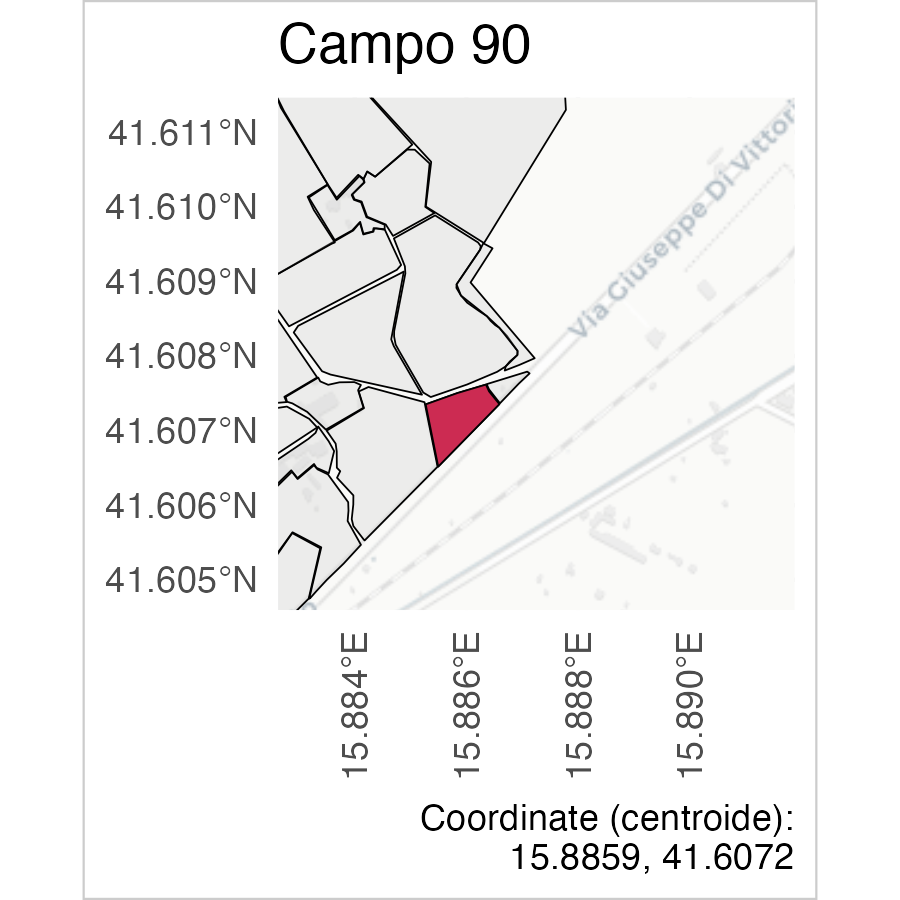 Campo 90
41.611°N
41.610°N
41.609°N
41.608°N
41.607°N
41.606°N
41.605°N
Via Giuseppe Di Vittori
15.884°E
15.886°E
15.888°E
15.890°E
Coordinate (centroide):
15.8859, 41.6072